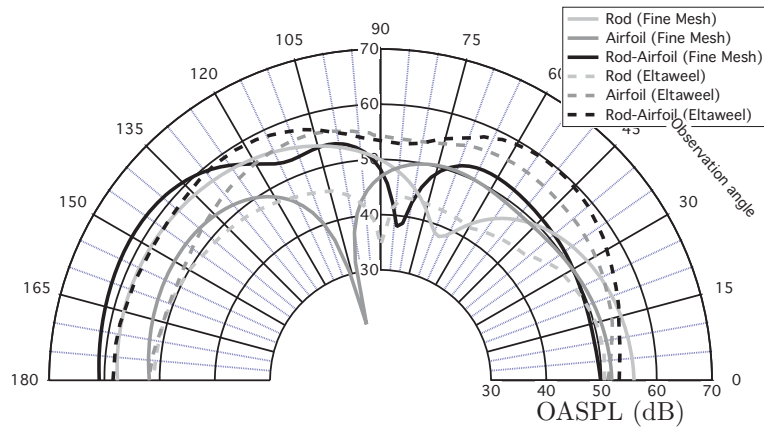 90
105
75
120
60
135
45
150
30
165
15
180
0
70
60
50
40
30
30
40
50
60
70
OASPL (dB)
Observation angle
Rod (Fine Mesh)
Airfoil (Fine Mesh)
Rod-Airfoil (Fine Mesh)
Rod (Eltaweel)
Airfoil (Eltaweel)
Rod-Airfoil (Eltaweel)